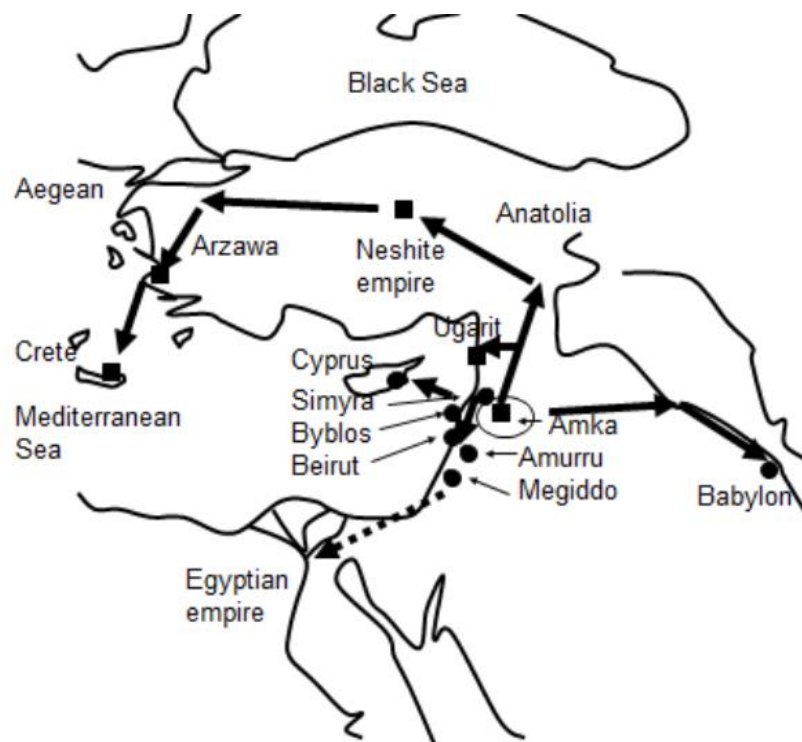 Black Sea
Aegean
Anatolia
Arzawa
Neshite
empire
Ugarit
Crete
Cyprus
Simyra
Mediterranean
Sea
Byblos
Amka
Beirut
Amurru
Megiddo
Babylon
Egyptian
empire